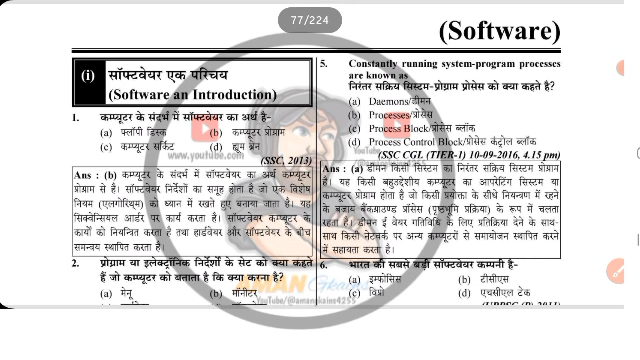 77/224
(Software)
(i) सॉफ्टवेयर एक परिचय
(Software an Introduction)
1. कम्प्यूटर के संदर्भ में सॉफ्टवेयर का अर्थ है-
(a) फ्लॉपी डिस्क (b) कम्प्यूटर प्रोग्राम
(c) कम्प्यूटर सर्किट (d) ह्यूमन ब्रेन
(SSC, 2013)
Ans : (b) कम्प्यूटर के संदर्भ में सॉफ्टवेयर का अर्थ कम्प्यूटर
प्रोग्राम से है। सॉफ्टवेयर निर्देशों का समूह होता है जो एक विशेष
नियम (एलगोरिथ्म) को ध्यान में रखते हुए बनाया जाता है। यह
सिक्वेन्सियल आर्डर पर कार्य करता है। सॉफ्टवेयर कम्प्यूटर के
कार्यो को नियन्त्रित करता है तथा हार्डवेयर और सॉफ्टवेयर के बीच
समन्वय स्थापित करता है।
2. प्रोग्राम या इलेक्ट्रॉनिक निर्देशों के सेट को क्या कहते
हैं जो कम्प्यूटर को बताता है कि क्या करना है?
(a) मेनू (b) मॉनीटर
5. Constantly running system-program processes
are known as
निरंतर सक्रिय सिस्टम-प्रोग्राम प्रोसेस को क्या कहते है?
(a) Daemons/डीमन
(b) Processes/प्रोसेस
(c) Process Block/प्रोसेस ब्लॉक
(d) Process Control Block/प्रोसेस कंट्रोल ब्लॉक
(SSC CGL (TIER-1) 10-09-2016, 4.15 pm)
Ans : (a) डीमन किसी सिस्टम का निरंतर सक्रिय सिस्टम प्रोग्राम
है। यह किसी बहुउद्देशीय कम्प्यूटर का आपरेटिंग सिस्टम या
कम्प्यूटर प्रोग्राम होता है जो किसी प्रयोक्ता के सीधे नियन्त्रण में रहने
के बजाय बैकग्राउण्ड प्रोसेस (पृष्ठभूमि प्रक्रिया) के रूप में चलता
रहता है। डीमन ई वेयर गतिविधि के लिए प्रतिक्रिया देने के साथ-
साथ किसी नेटवर्क पर अन्य कम्प्यूटरों से समायोजन स्थापित करने
में सहायता करता है।
6. भारत की सबसे बड़ी सॉफ्टवेयर कम्पनी है-
(a) इन्फोसिस (b) टीसीएस
(c) विप्रो (d) एचसीएल टेक
YouTube
www.youtube.com
AMAN
YouTube/@amangkains4255